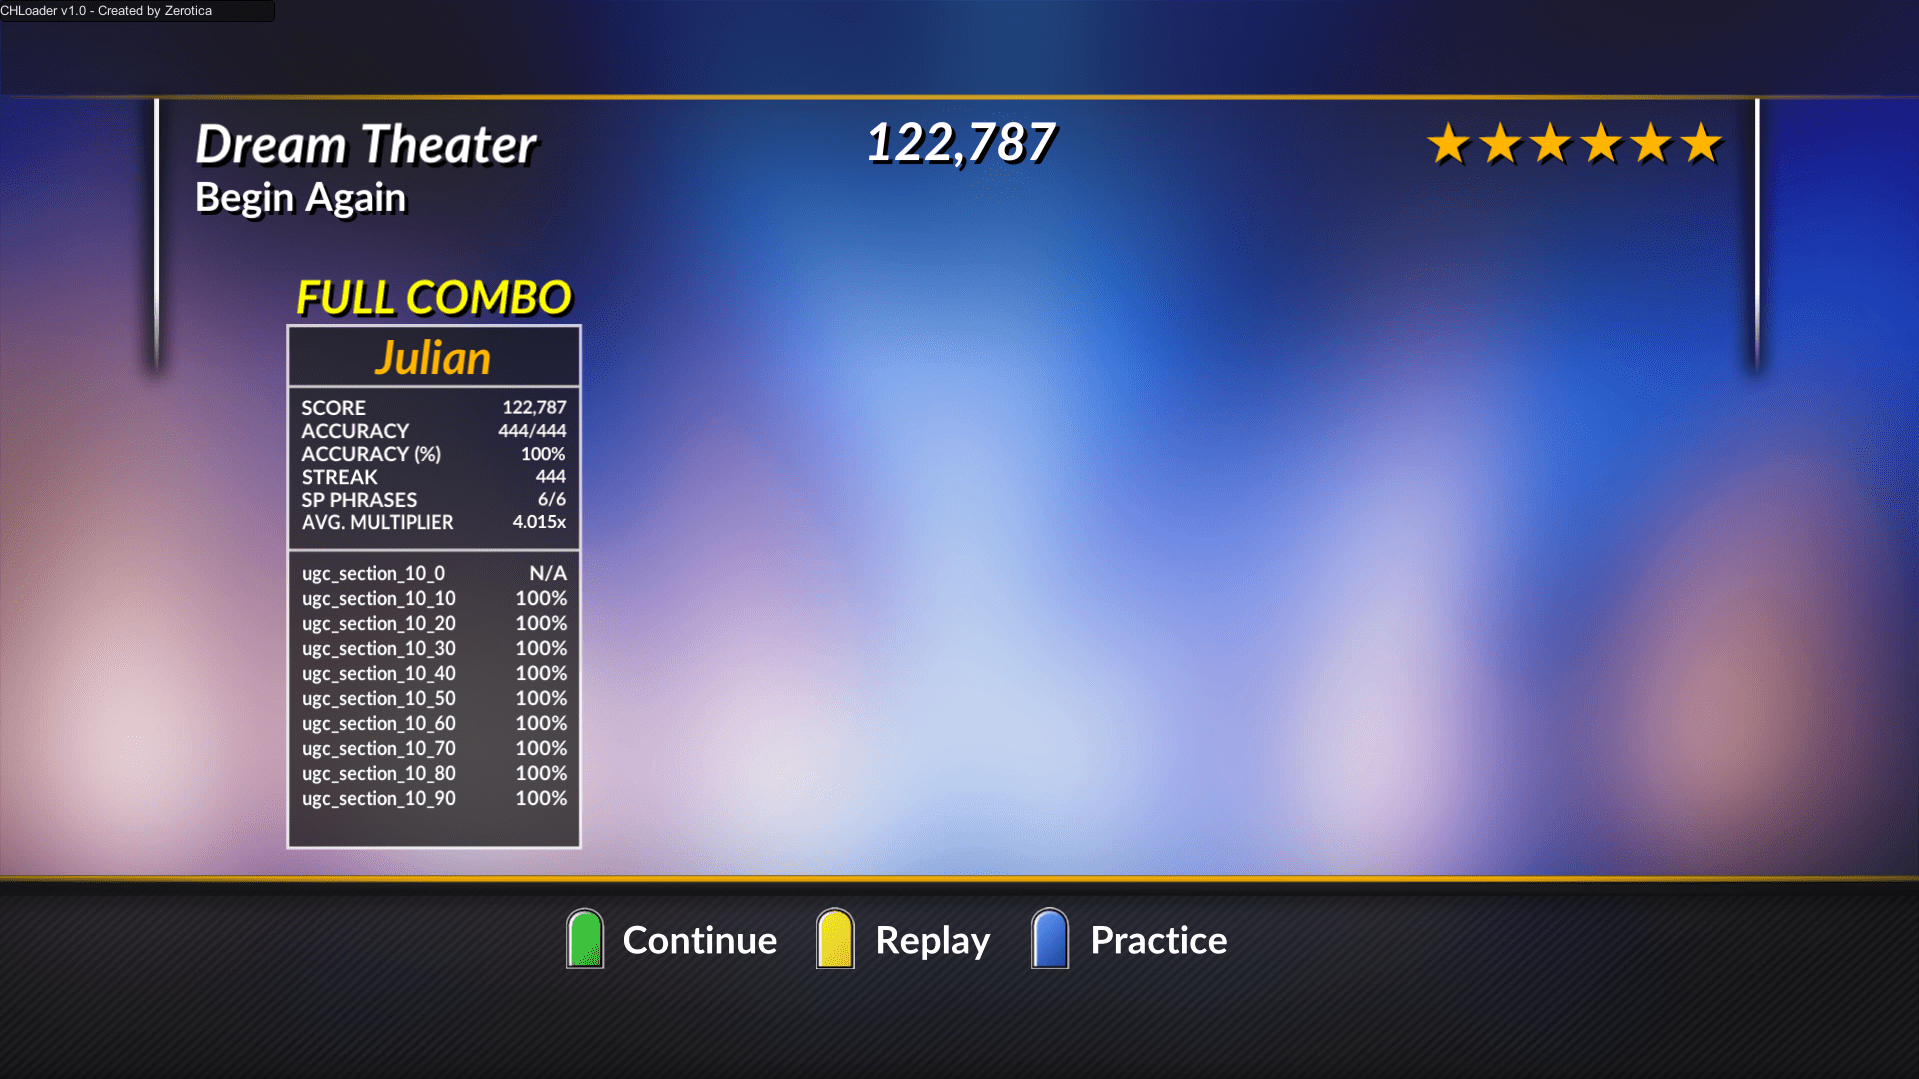 CHLoader v1.0 - Created by Zerotica
Dream Theater
122,787
Begin Again
FULL COMBO
Julian
SCORE 122,787
ACCURACY 444/444
ACCURACY (%) 100%
STREAK 444
SP PHRASES 6/6
AVG. MULTIPLIER 4.015x
ugc_section_10_0 N/A
ugc_section_10_10 100%
ugc_section_10_20 100%
ugc_section_10_30 100%
ugc_section_10_40 100%
ugc_section_10_50 100%
ugc_section_10_60 100%
ugc_section_10_70 100%
ugc_section_10_80 100%
ugc_section_10_90 100%
Continue Replay Practice